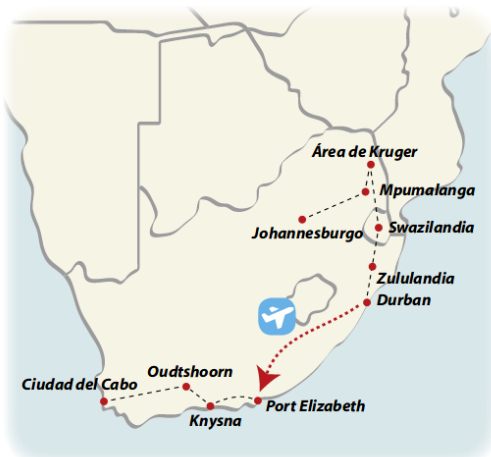 Área de Kruger
Mpumalanga
Johannesburgo
Swazilandia
Zululandia
Durban
Oudtshoorn
Ciudad del Cabo
Port Elizabeth
Knysna